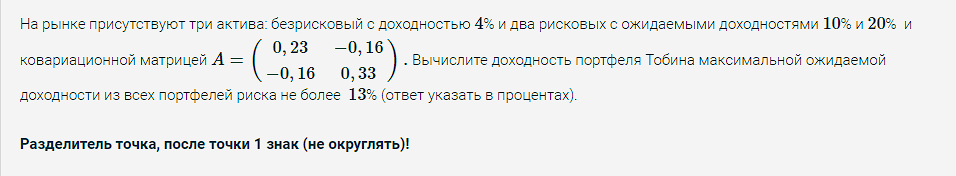 На рынке присутствуют три актива: безрисковый с доходностью 4% и два рисковых с ожидаемыми доходностями 10% и 20% и
ковариационной матрицей A = ( 0, 23 −0, 16
−0, 16 0, 33 ) . Вычислите доходность портфеля Тобина максимальной ожидаемой
доходности из всех портфелей риска не более 13% (ответ указать в процентах).
Разделитель точка, после точки 1 знак (не округлять)!